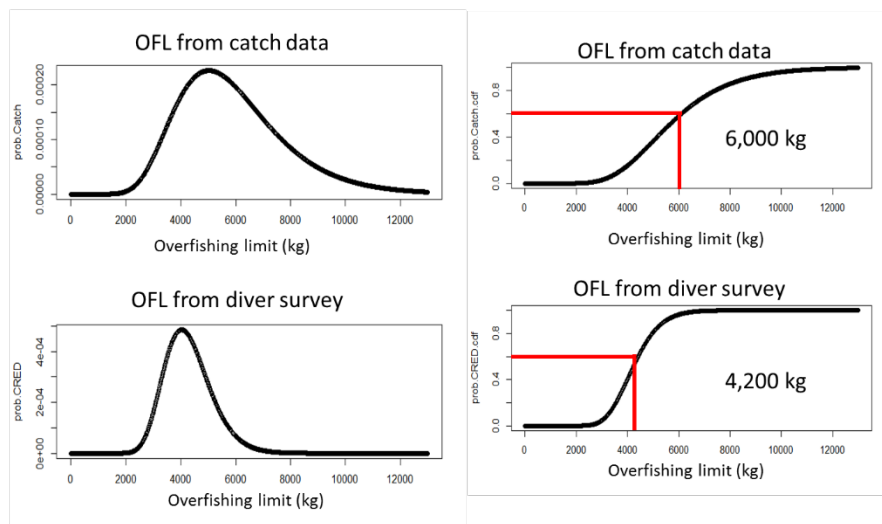 OFL from catch data
prob.Catch
0.00000 0.00010 0.00020
0 2000 4000 6000 8000 10000 12000
Overfishing limit (kg)
OFL from catch data
prob.Catch.cdf
0.0 0.4 0.8
6,000 kg
0 2000 4000 6000 8000 10000 12000
Overfishing limit (kg)
OFL from diver survey
prob.CRED
0e+00 2e-04 4e-04
0 2000 4000 6000 8000 10000 12000
Overfishing limit (kg)
OFL from diver survey
prob.CRED.cdf
0.0 0.4 0.8
4,200 kg
0 2000 4000 6000 8000 10000 12000
Overfishing limit (kg)